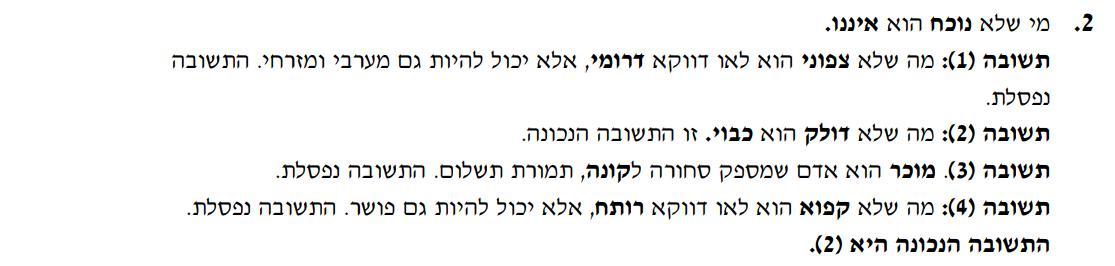 2. מי שלא נוכח הוא איננו.
תשובה (1): מה שלא צפוני הוא לאו דווקא דרומי, אלא יכול להיות גם מערבי ומזרחי. התשובה
נפסלת.
תשובה (2): מה שלא דולק הוא כבוי. זו התשובה הנכונה.
תשובה (3). מוכר הוא אדם שמספק סחורה לקונה, תמורת תשלום. התשובה נפסלת.
תשובה (4): מה שלא קפוא הוא לאו דווקא רותח, אלא יכול להיות גם פושר. התשובה נפסלת.
התשובה הנכונה היא (2).